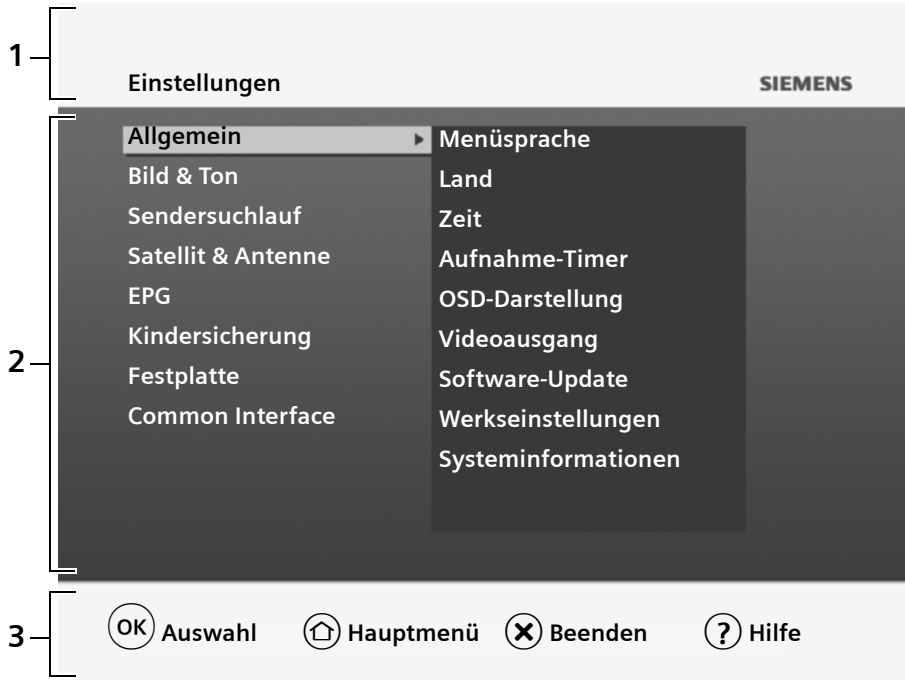 1
Einstellungen
SIEMENS
2
Allgemein
Bild & Ton
Sendersuchlauf
Satellit & Antenne
EPG
Kindersicherung
Festplatte
Common Interface
Menüsprache
Land
Zeit
Aufnahme-Timer
OSD-Darstellung
Videoausgang
Software-Update
Werkseinstellungen
Systeminformationen
3
OK Auswahl Hauptmenü Beenden ? Hilfe